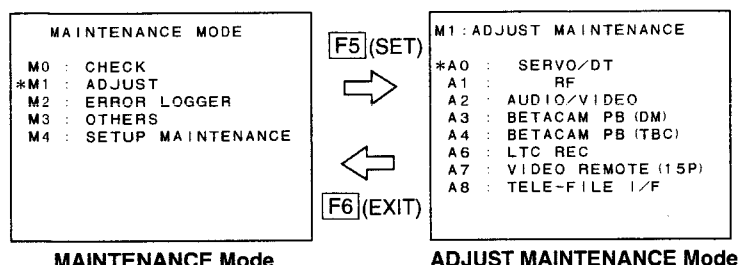 MAINTENANCE MODE
M0 : CHECK
*M1 : ADJUST
M2 : ERROR LOGGER
M3 : OTHERS
M4 : SETUP MAINTENANCE
MAINTENANCE Mode
F5 (SET)
F6 (EXIT)
M1:ADJUST MAINTENANCE
*A0 : SERVO/DT
A1 : RF
A2 : AUDIO/VIDEO
A3 : BETACAM PB (DM)
A4 : BETACAM PB (TBC)
A6 : LTC REC
A7 : VIDEO REMOTE (15P)
A8 : TELE-FILE I/F
ADJUST MAINTENANCE Mode